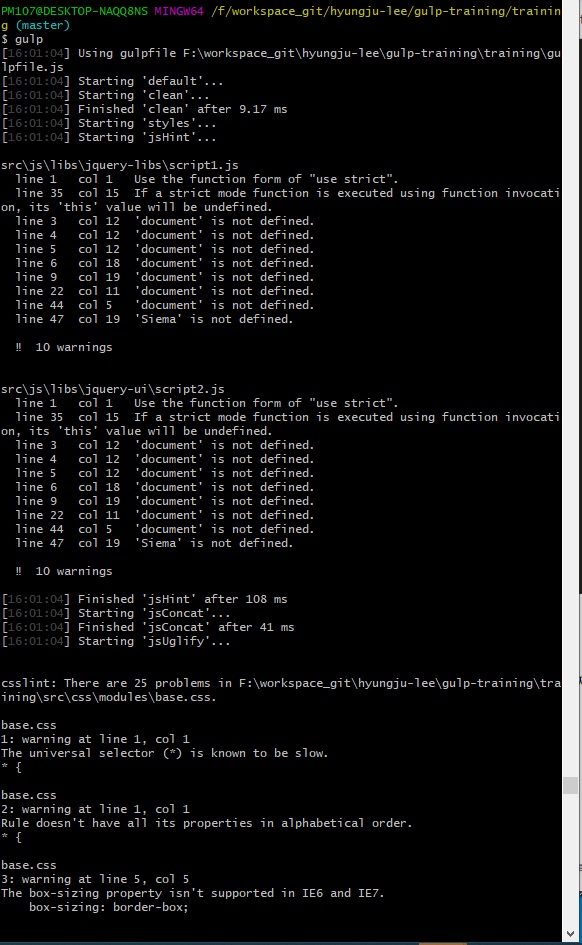 PM107@DESKTOP-NAQQ8NS MINGW64 /f/workspace_git/hyungju-lee/gulp-training/trainin
g (master)
$ gulp
[16:01:04] Using gulpfile F:\workspace_git\hyungju-lee\gulp-training\training\gu
lpfile.js
[16:01:04] Starting 'default'...
[16:01:04] Starting 'clean'...
[16:01:04] Finished 'clean' after 9.17 ms
[16:01:04] Starting 'styles'...
[16:01:04] Starting 'jsHint'...
src\js\libs\jquery-libs\script1.js
line 1 col 1 Use the function form of "use strict".
line 35 col 15 If a strict mode function is executed using function invocati
on, its 'this' value will be undefined.
line 3 col 12 'document' is not defined.
line 4 col 12 'document' is not defined.
line 5 col 12 'document' is not defined.
line 6 col 18 'document' is not defined.
line 9 col 19 'document' is not defined.
line 22 col 11 'document' is not defined.
line 44 col 5 'document' is not defined.
line 47 col 19 'Siema' is not defined.
‼ 10 warnings
src\js\libs\jquery-ui\script2.js
line 1 col 1 Use the function form of "use strict".
line 35 col 15 If a strict mode function is executed using function invocati
on, its 'this' value will be undefined.
line 3 col 12 'document' is not defined.
line 4 col 12 'document' is not defined.
line 5 col 12 'document' is not defined.
line 6 col 18 'document' is not defined.
line 9 col 19 'document' is not defined.
line 22 col 11 'document' is not defined.
line 44 col 5 'document' is not defined.
line 47 col 19 'Siema' is not defined.
‼ 10 warnings
[16:01:04] Finished 'jsHint' after 108 ms
[16:01:04] Starting 'jsConcat'...
[16:01:04] Finished 'jsConcat' after 41 ms
[16:01:04] Starting 'jsUglify'...
csslint: There are 25 problems in F:\workspace_git\hyungju-lee\gulp-training\tra
ining\src\css\modules\base.css.
base.css
1: warning at line 1, col 1
The universal selector (*) is known to be slow.
* {
base.css
2: warning at line 1, col 1
Rule doesn't have all its properties in alphabetical order.
* {
base.css
3: warning at line 5, col 5
The box-sizing property isn't supported in IE6 and IE7.
box-sizing: border-box;